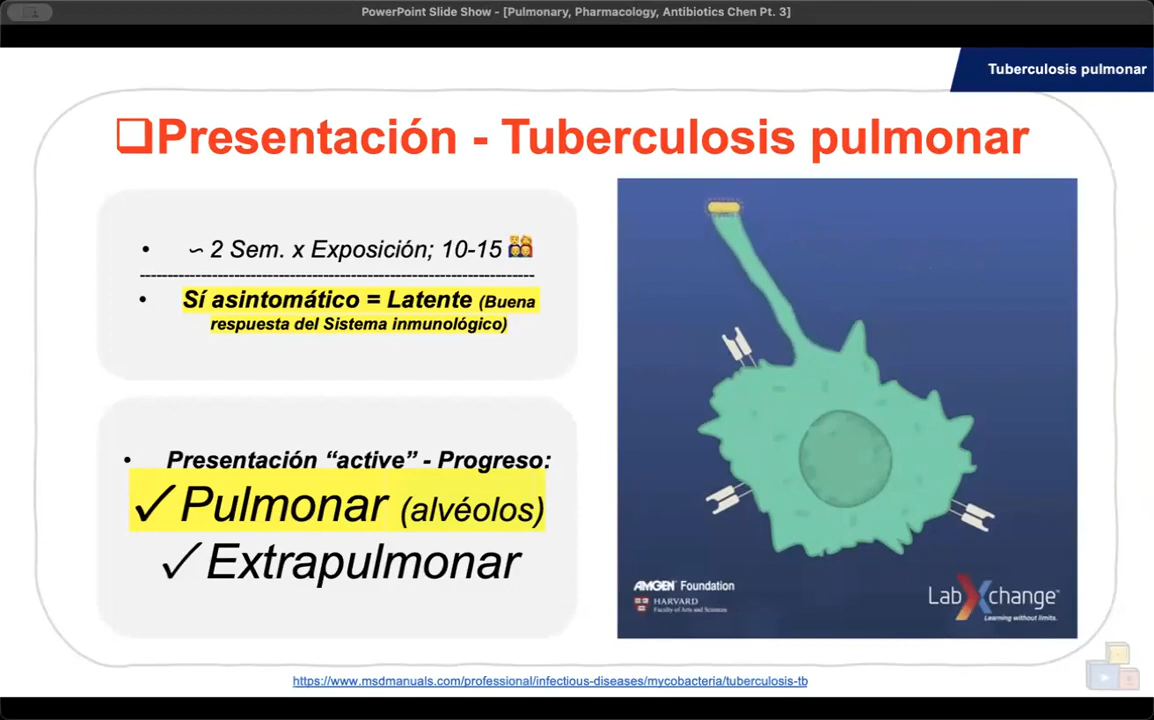 PowerPoint Slide Show - [Pulmonary, Pharmacology, Antibiotics Chen Pt. 3]
Tuberculosis pulmonar
❑Presentación - Tuberculosis pulmonar
• ∽ 2 Sem. x Exposición; 10-15 👨‍👩‍👧‍👦
• Sí asintomático = Latente (Buena
respuesta del Sistema inmunológico)
• Presentación “active” - Progreso:
✓Pulmonar (alvéolos)
✓Extrapulmonar
AMGEN Foundation
HARVARD
Faculty of Arts and Sciences
LabXchange™
Learning without limits.
https://www.msdmanuals.com/professional/infectious-diseases/mycobacteria/tuberculosis-tb